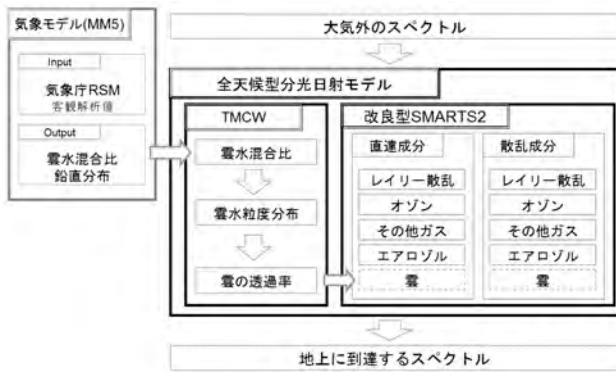 気象モデル(MM5)
Input
気象庁RSM
客観解析値
Output
雲水混合比
鉛直分布
大気外のスペクトル
全天候型分光日射モデル
TMCW
雲水混合比
雲水粒度分布
雲の透過率
改良型SMARTS2
直達成分
レイリー散乱
オゾン
その他ガス
エアロゾル
雲
散乱成分
レイリー散乱
オゾン
その他ガス
エアロゾル
雲
地上に到達するスペクトル